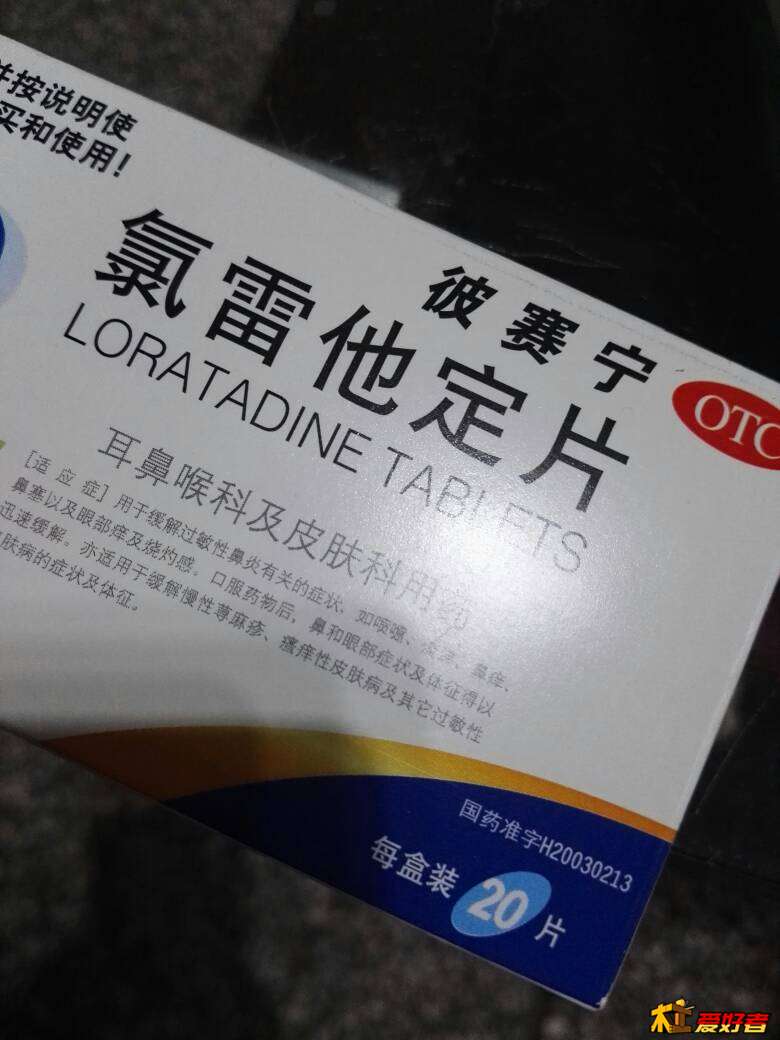 并按说明使
买和使用！
彼赛宁
OTC
氯雷他定片
LORATADINE TABLETS
耳鼻喉科及皮肤科用药
[适应症]用于缓解过敏性鼻炎有关的症状，如喷嚏、流涕、鼻痒、
鼻塞以及眼部痒及烧灼感。口服药物后，鼻和眼部症状及体征得以
迅速缓解。亦适用于缓解慢性荨麻疹、瘙痒性皮肤病及其它过敏性
皮肤病的症状及体征。
国药准字H20030213
每盒装20片
杠爱好者